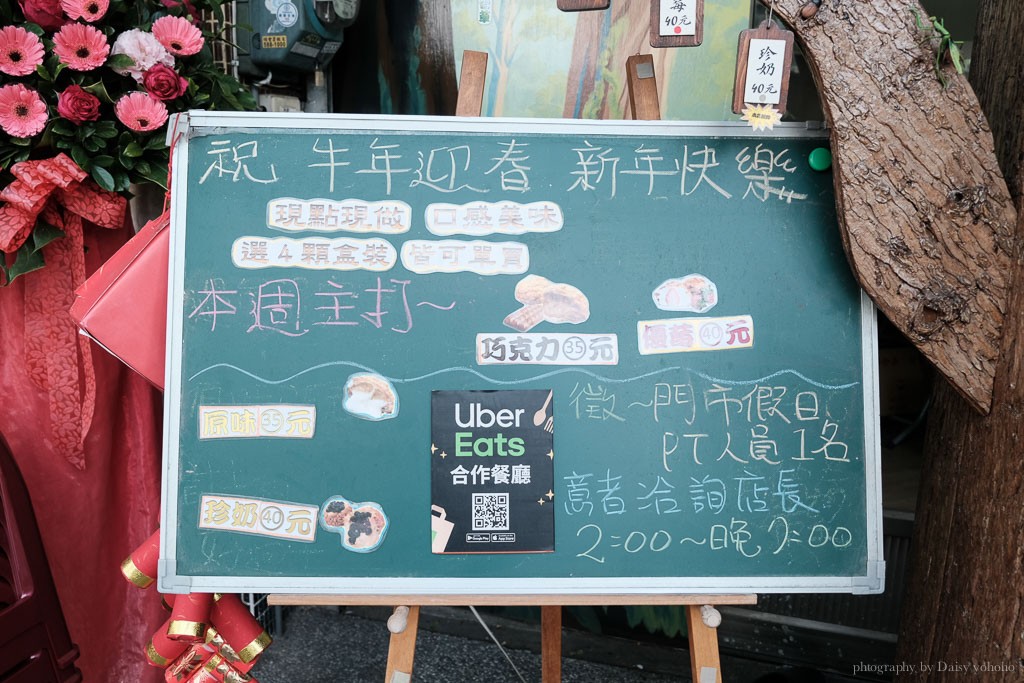 40元
珍奶
40元
祝 牛年迎春 新年快樂
現點現做 口感美味
選4顆盒裝 皆可單買
本週主打~
巧克力35元
40元
原味35元
珍奶40元
Uber
Eats
合作餐廳
Google Play
App Store
徵~門市假日
PT人員1名
意者洽詢店長
2:00~晚7:00
photography by Daisy yohoho